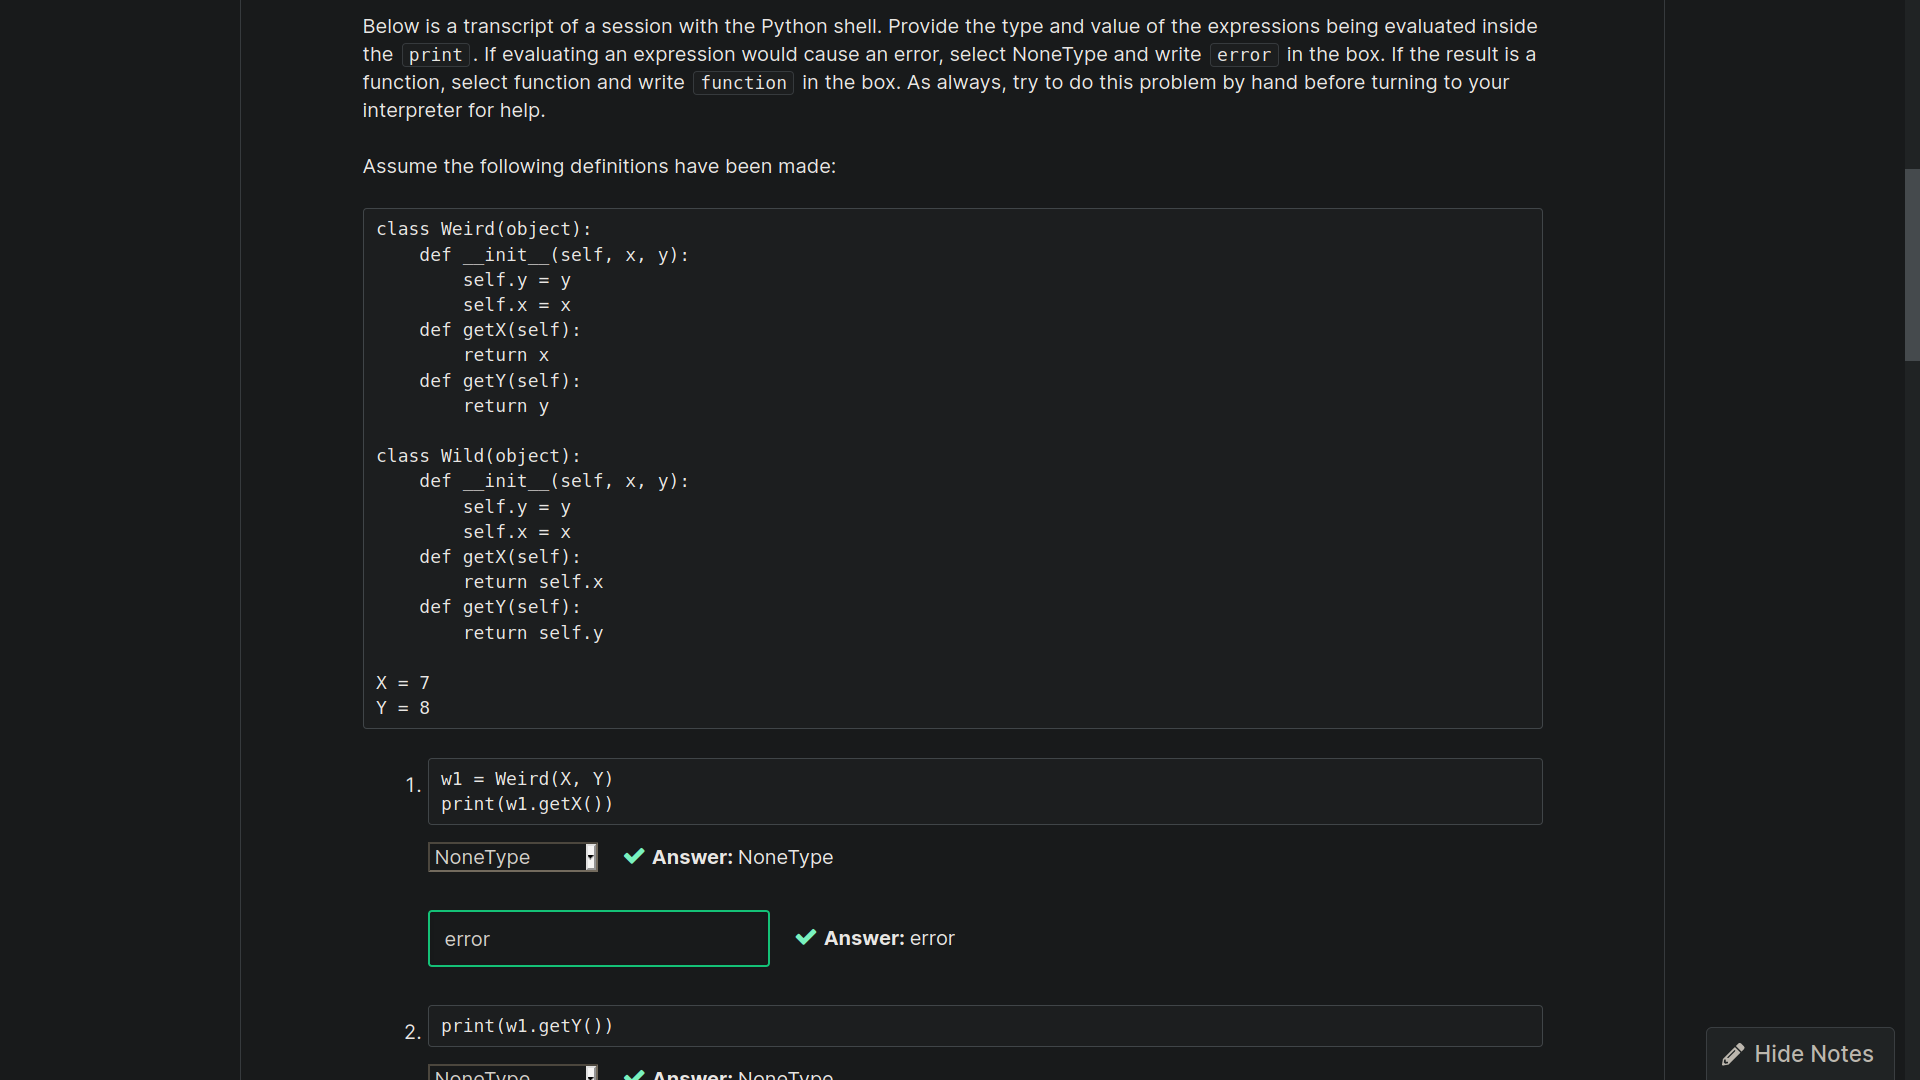 Below is a transcript of a session with the Python shell. Provide the type and value of the expressions being evaluated inside
the print . If evaluating an expression would cause an error, select NoneType and write error in the box. If the result is a
function, select function and write function in the box. As always, try to do this problem by hand before turning to your
interpreter for help.
Assume the following definitions have been made:
class Weird(object):
    def __init__(self, x, y):
        self.y = y
        self.x = x
    def getX(self):
        return x
    def getY(self):
        return y
class Wild(object):
    def __init__(self, x, y):
        self.y = y
        self.x = x
    def getX(self):
        return self.x
    def getY(self):
        return self.y
X = 7
Y = 8
1. w1 = Weird(X, Y)
print(w1.getX())
NoneType Answer: NoneType
error Answer: error
2. print(w1.getY())
NoneType Answer: NoneType
Hide Notes